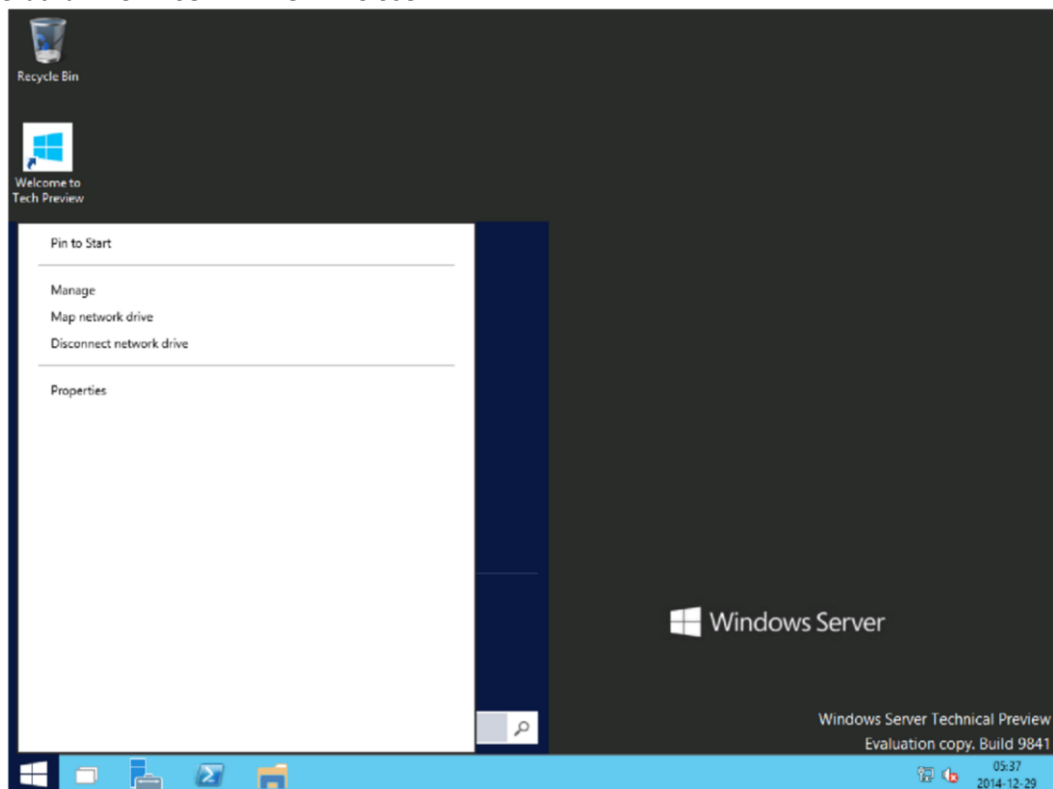 Recycle Bin
Welcome to
Tech Preview
Pin to Start
Manage
Map network drive
Disconnect network drive
Properties
Windows Server
Windows Server Technical Preview
Evaluation copy. Build 9841
05:37
2014-12-29